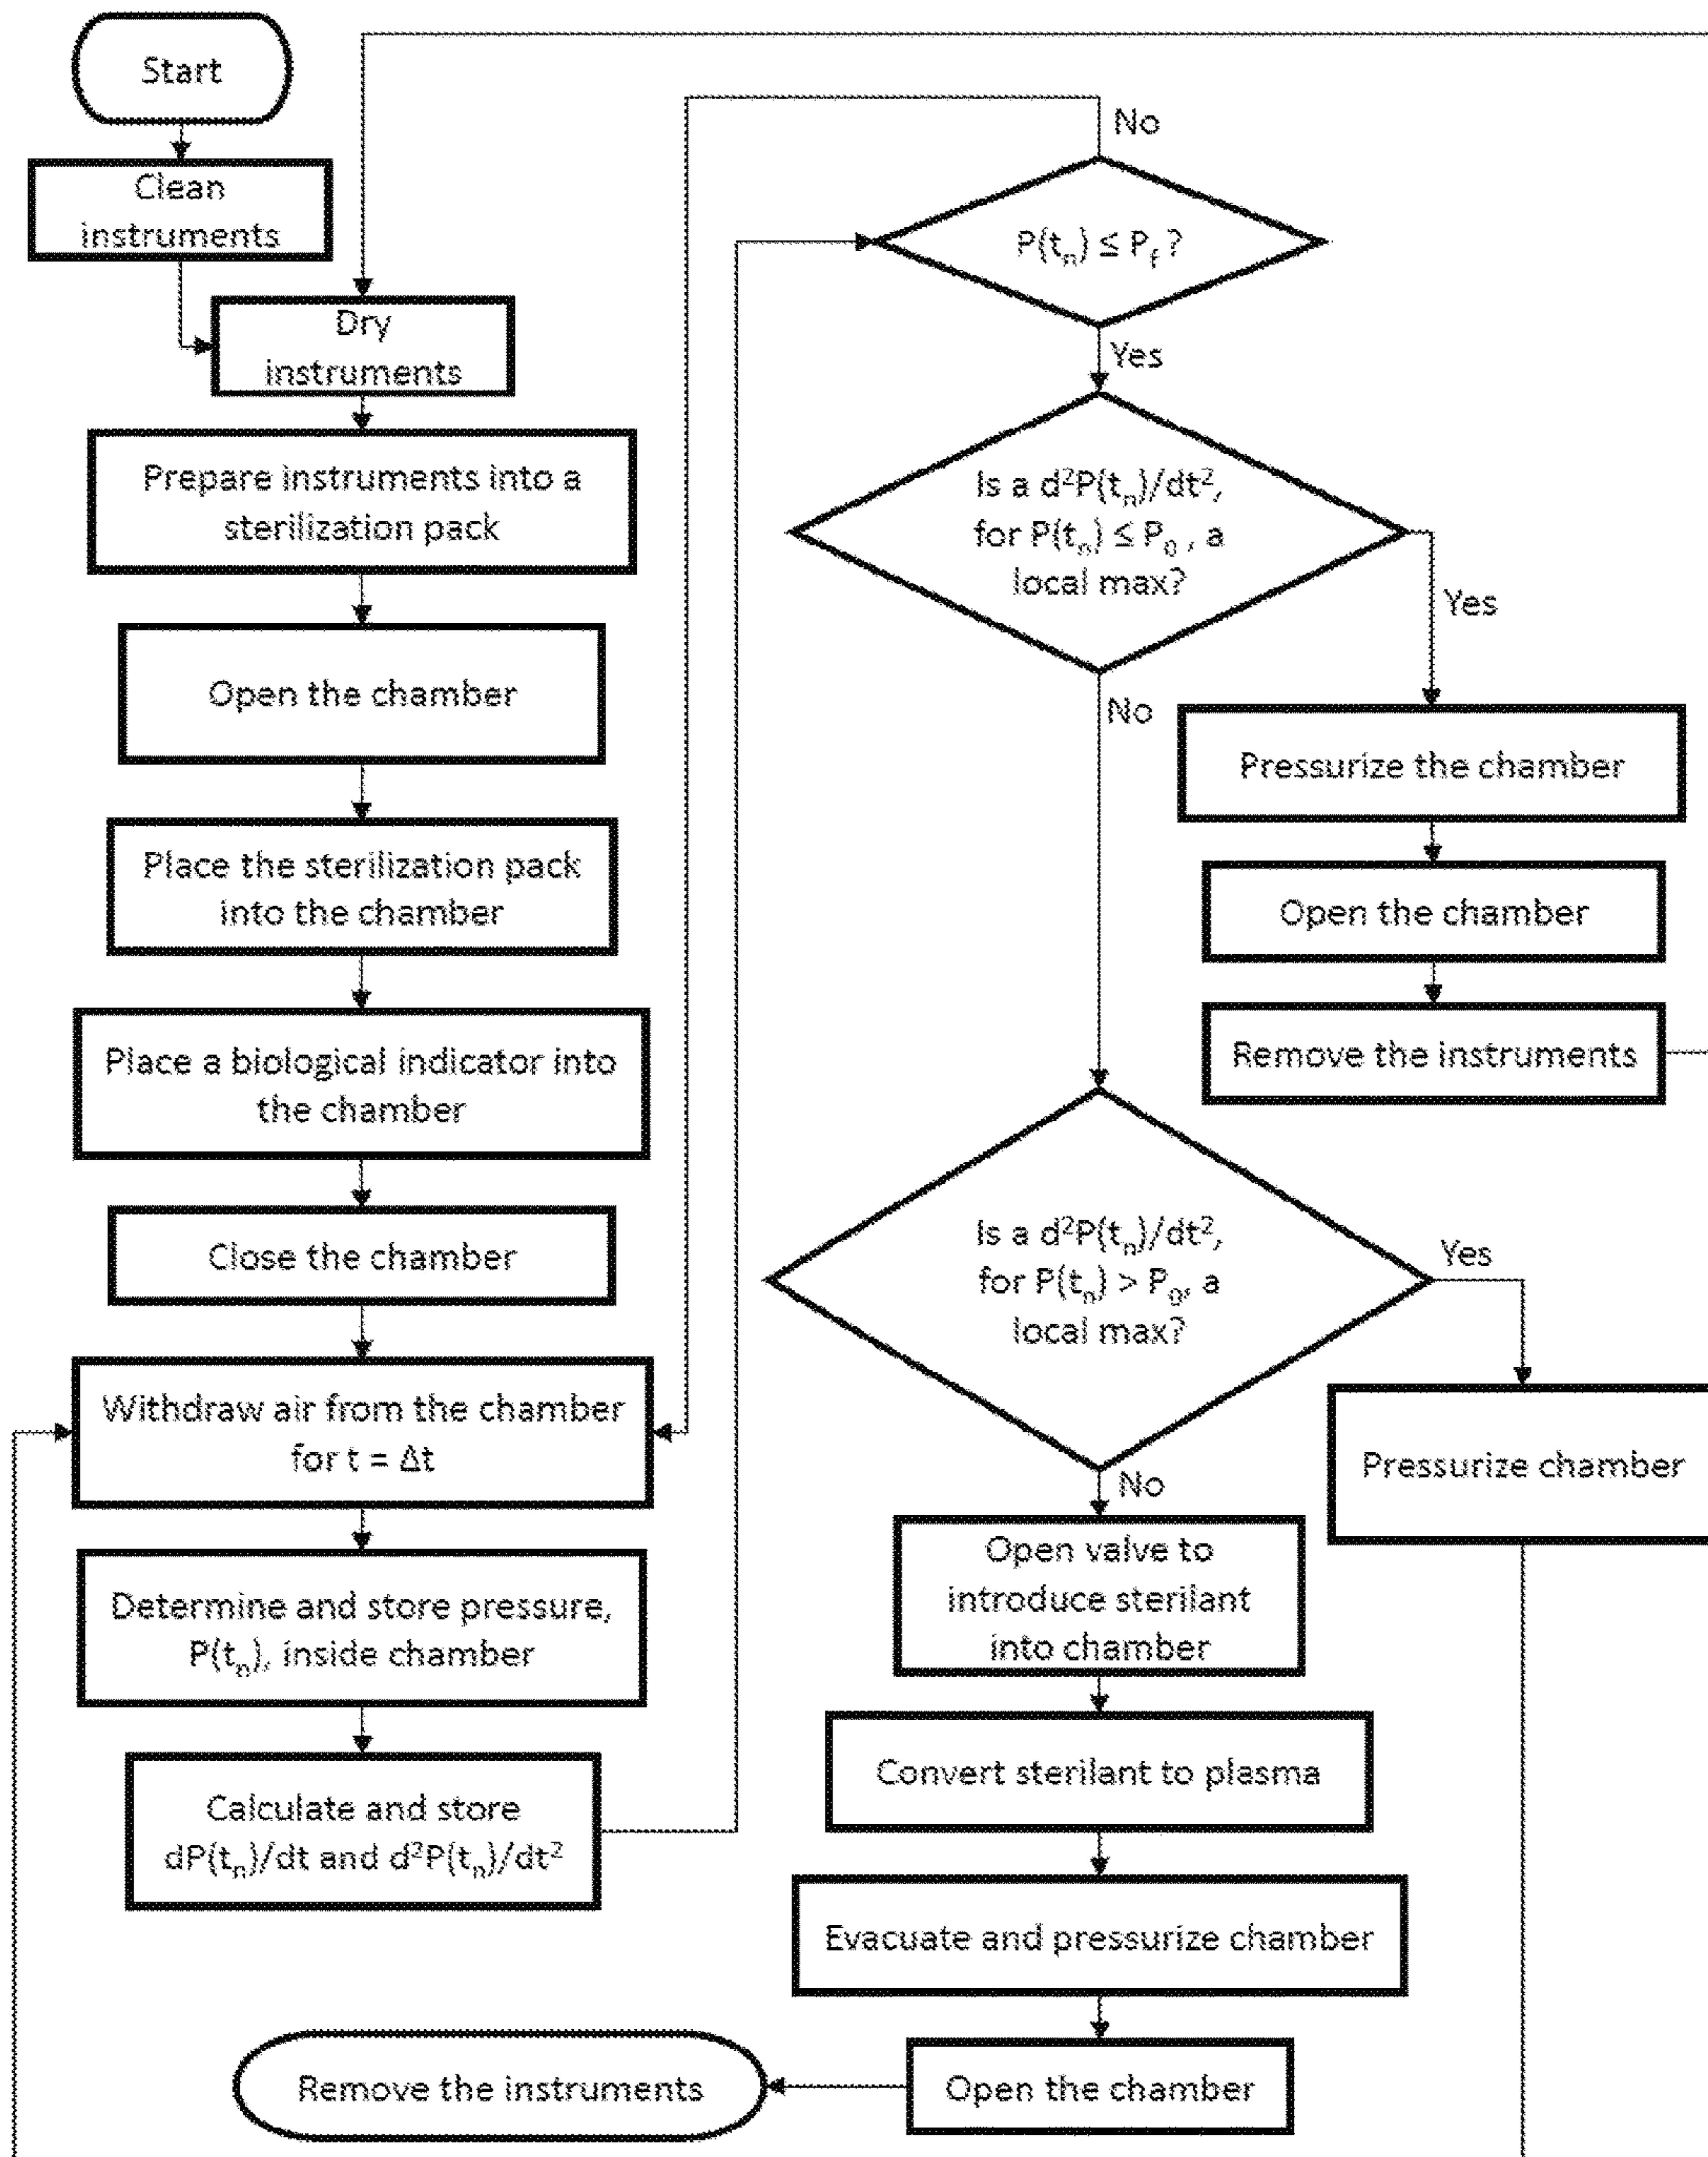 Start
Clean
instruments
Dry
instruments
Prepare instruments into a
sterilization pack
Open the chamber
Place the sterilization pack
into the chamber
Place a biological indicator into
the chamber
Close the chamber
Withdraw air from the chamber
for t = Δt
Determine and store pressure,
P(tₙ), inside chamber
Calculate and store
dP(tₙ)/dt and d²P(tₙ)/dt²
No
P(tₙ) ≤ P_f ?
Yes
Is a d²P(tₙ)/dt²,
for P(tₙ) ≤ P₀ , a
local max?
Yes
No
Pressurize the chamber
Open the chamber
Remove the instruments
Is a d²P(tₙ)/dt²,
for P(tₙ) > P₀, a
local max?
Yes
No
Pressurize chamber
Open valve to
introduce sterilant
into chamber
Convert sterilant to plasma
Evacuate and pressurize chamber
Open the chamber
Remove the instruments